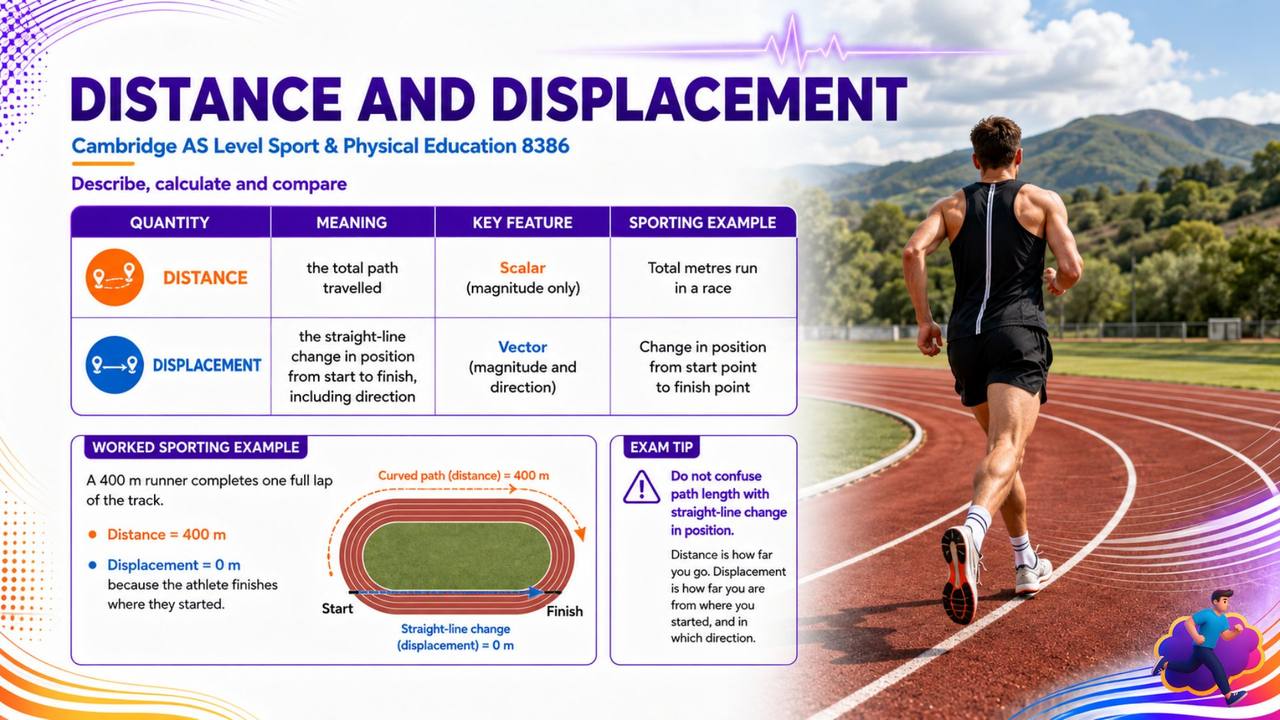 DISTANCE AND DISPLACEMENT
Cambridge AS Level Sport & Physical Education 8386
Describe, calculate and compare
QUANTITY
MEANING
KEY FEATURE
SPORTING EXAMPLE
DISTANCE
the total path
travelled
Scalar
(magnitude only)
Total metres run
in a race
DISPLACEMENT
the straight-line
change in position
from start to finish,
including direction
Vector
(magnitude and
direction)
Change in position
from start point
to finish point
WORKED SPORTING EXAMPLE
A 400 m runner completes one full lap
of the track.
• Distance = 400 m
• Displacement = 0 m
because the athlete finishes
where they started.
Curved path (distance) = 400 m
Start
Finish
Straight-line change
(displacement) = 0 m
EXAM TIP
Do not confuse
path length with
straight-line change
in position.
Distance is how far
you go. Displacement
is how far you are
from where you
started, and in
which direction.